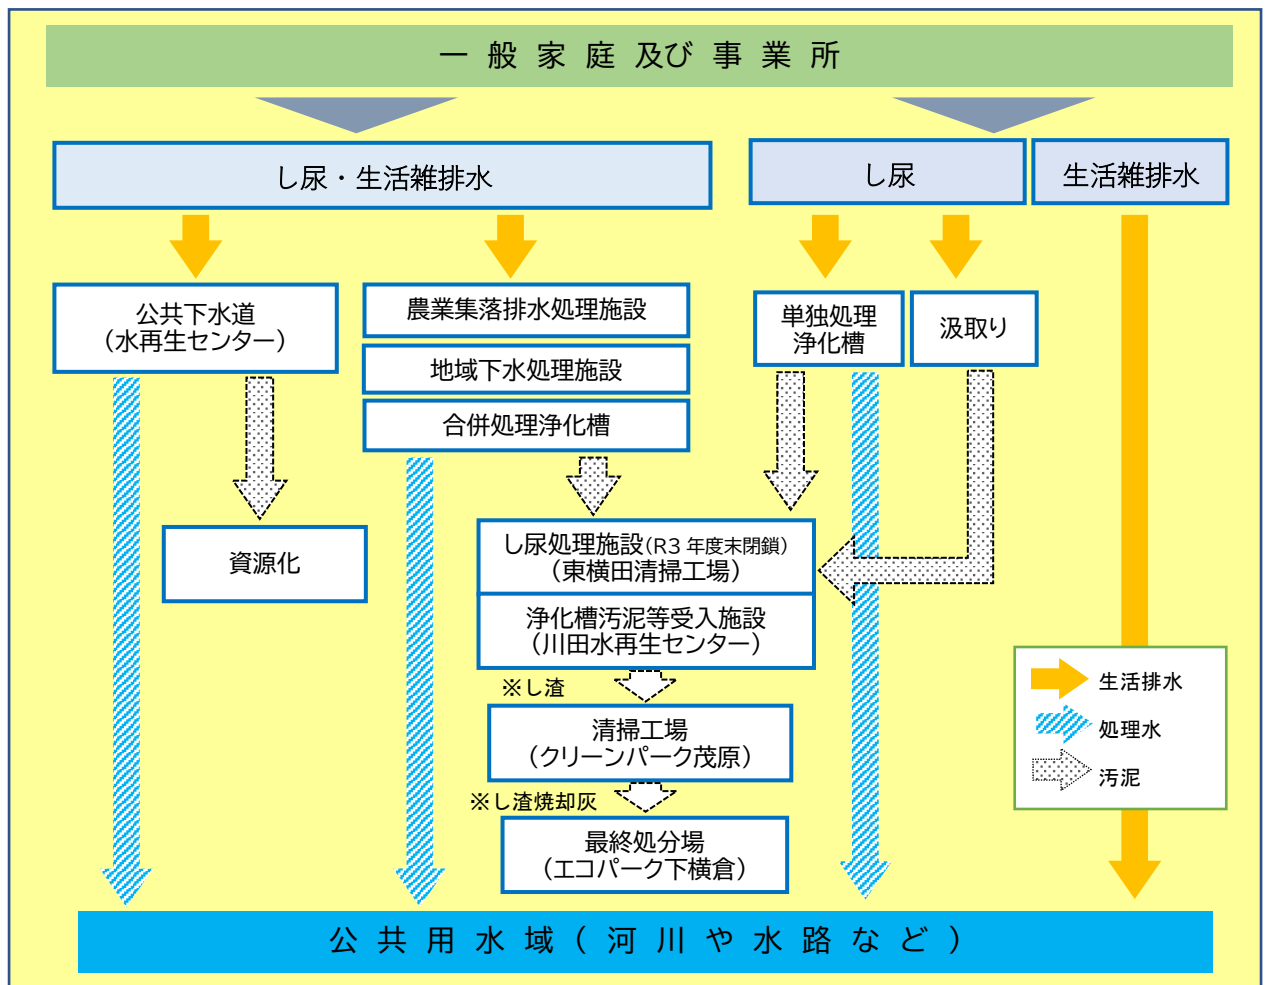 一般家庭及び事業所
し尿・生活雑排水
し尿
生活雑排水
公共下水道
（水再生センター）
農業集落排水処理施設
地域下水処理施設
合併処理浄化槽
単独処理
浄化槽
汲取り
資源化
し尿処理施設（R3 年度末閉鎖）
（東横田清掃工場）
浄化槽汚泥等受入施設
（川田水再生センター）
※し渣
清掃工場
（クリーンパーク茂原）
※し渣焼却灰
最終処分場
（エコパーク下横倉）
生活排水
処理水
汚泥
公共用水域（河川や水路など）